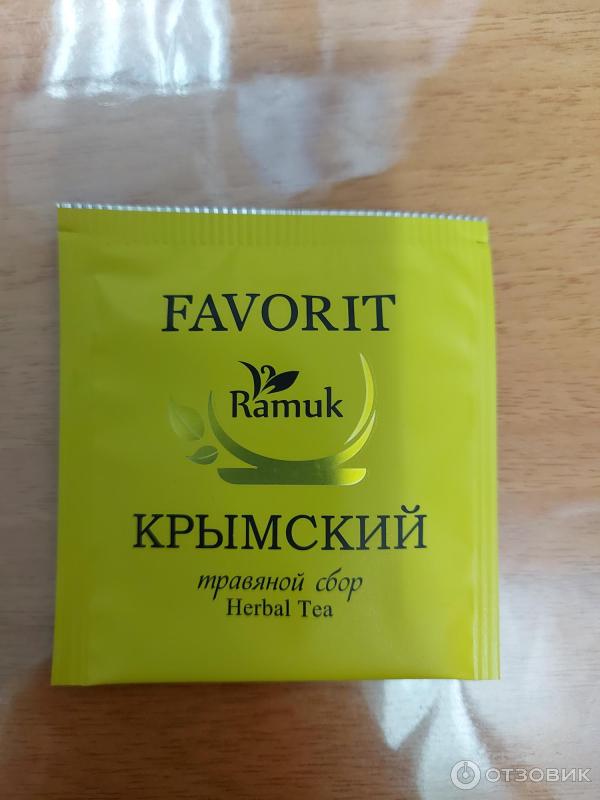 FAVORIT
Ramuk
КРЫМСКИЙ
травяной сбор
Herbal Tea
ОТЗОВИК